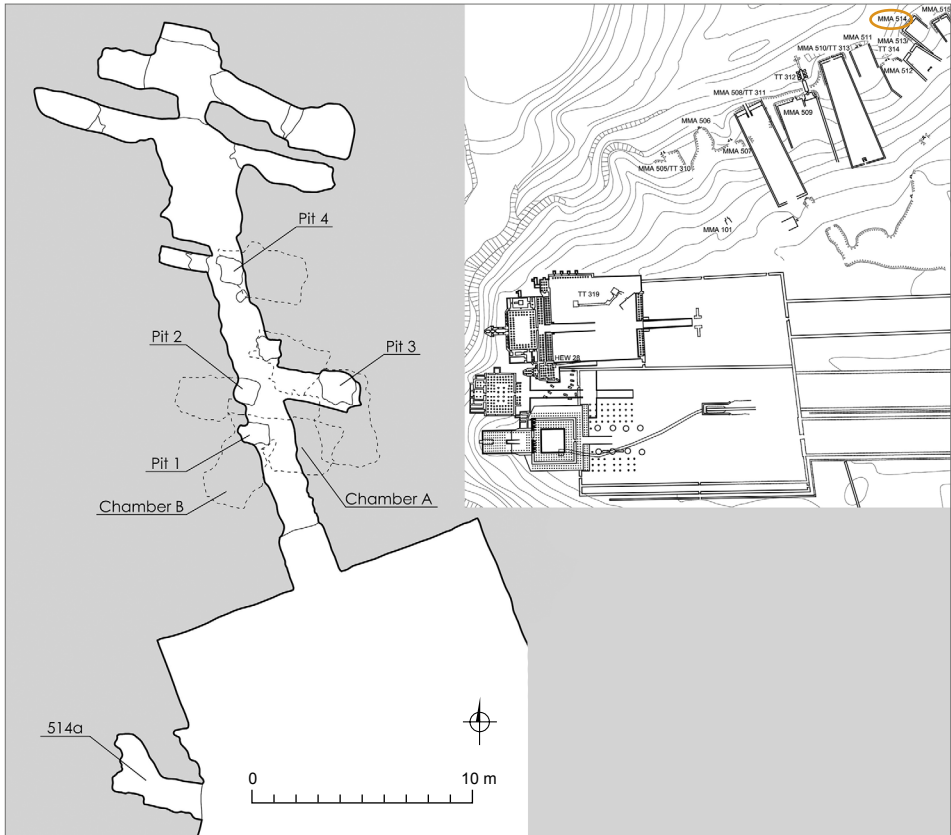 MMA 515
MMA 514
MMA 513/
TT 314
MMA 511
MMA 510/TT 313
MMA 512
TT 312
MMA 508/TT 311
MMA 509
MMA 506
MMA 507
MMA 505/TT 310
MMA 101
TT 319
HEW 28
Pit 4
Pit 2
Pit 3
Pit 1
Chamber B
Chamber A
514a
0
10 m